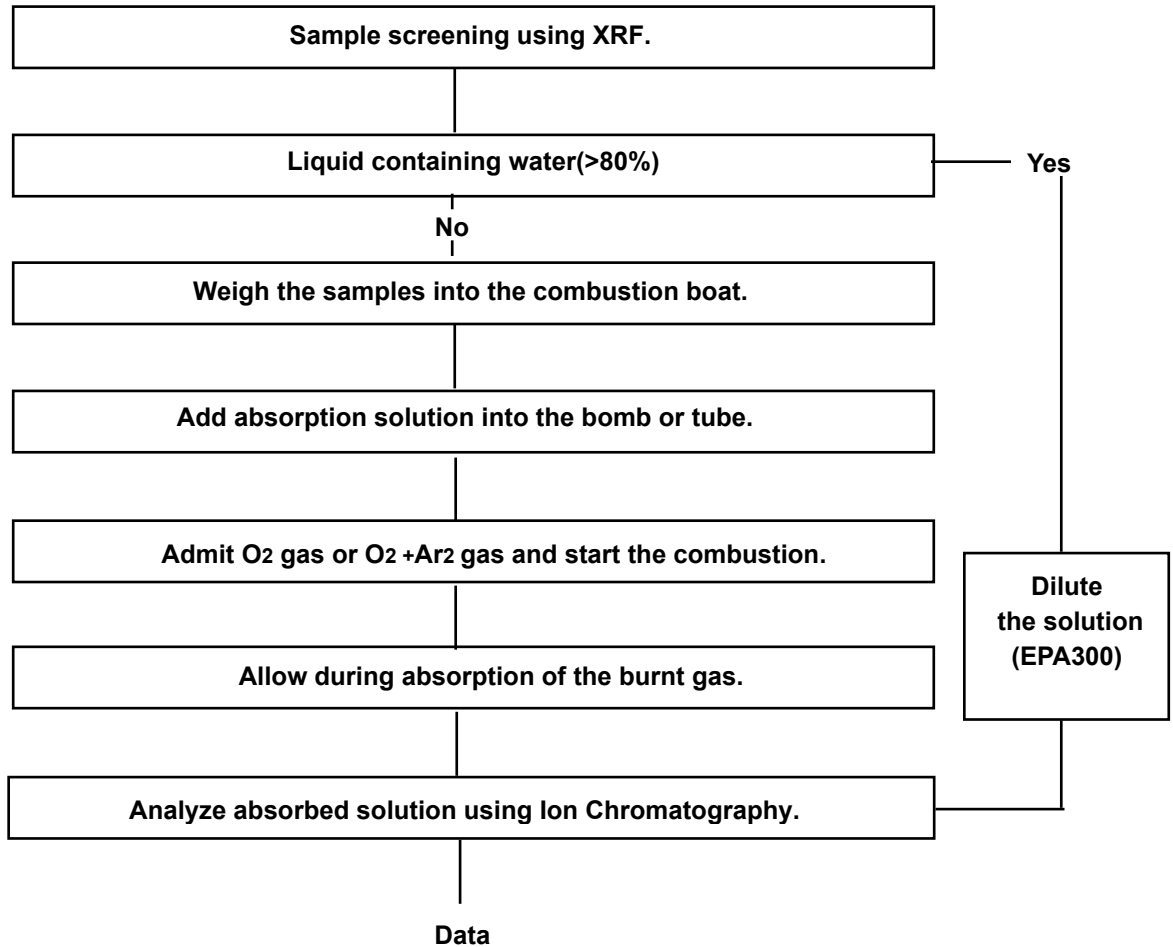 Sample screening using XRF.
Liquid containing water(>80%)
Yes
No
Weigh the samples into the combustion boat.
Add absorption solution into the bomb or tube.
Admit O2 gas or O2 +Ar2 gas and start the combustion.
Dilute
the solution
(EPA300)
Allow during absorption of the burnt gas.
Analyze absorbed solution using Ion Chromatography.
Data